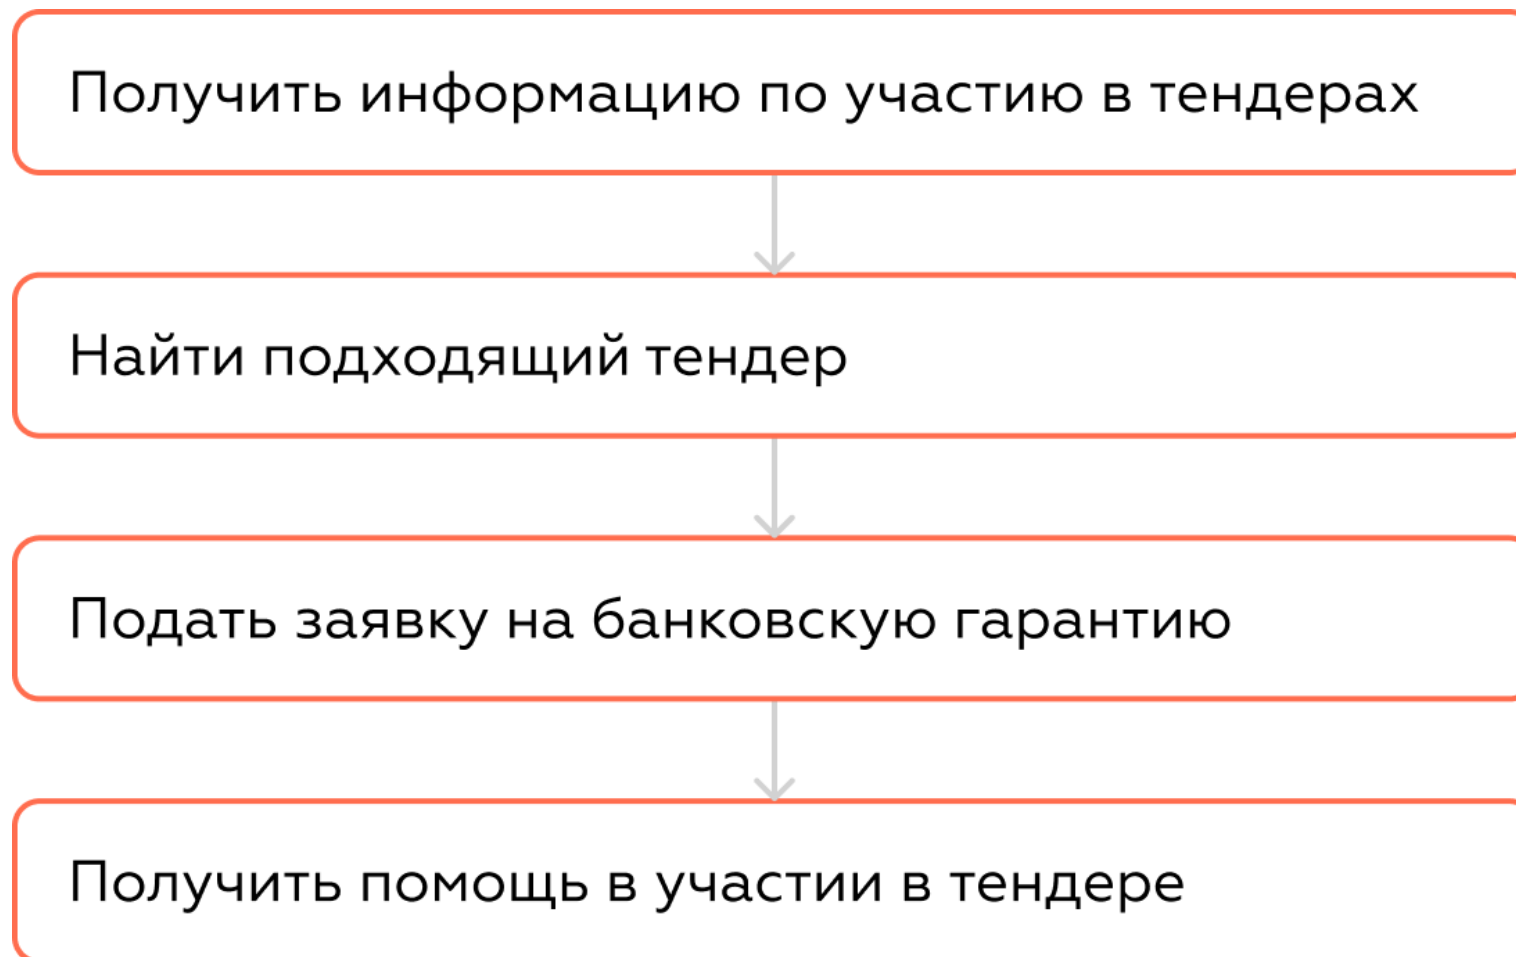 Получить информацию по участию в тендерах
Найти подходящий тендер
Подать заявку на банковскую гарантию
Получить помощь в участии в тендере